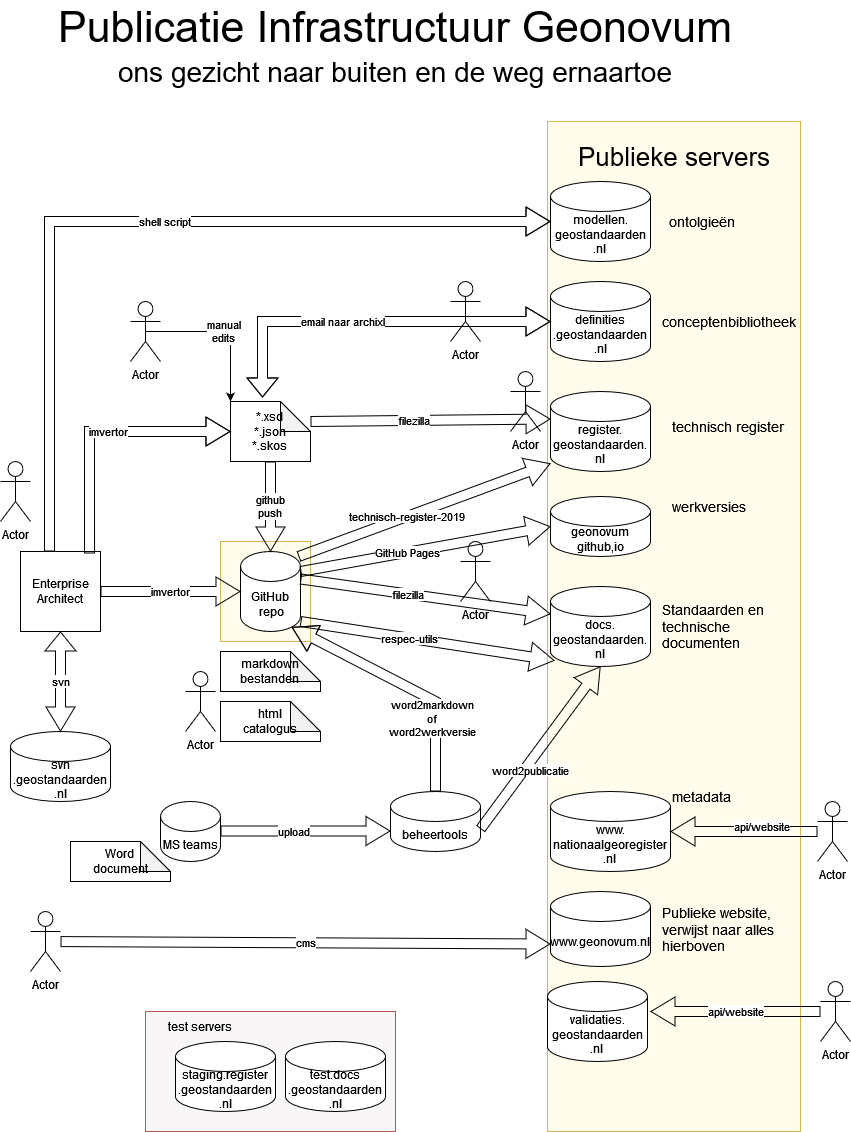 Publicatie Infrastructuur Geonovum
ons gezicht naar buiten en de weg ernaartoe
Publieke servers
shell script
modellen.
geostandaarden
.nl
ontolgieën
Actor
manual
edits
email naar archixl
Actor
definities
.geostandaarden
.nl
conceptenbibliotheek
imvertor
*.xsd
*.json
*.skos
filezilla
Actor
register.
geostandaarden.
nl
technisch register
Actor
github
push
technisch-register-2019
GitHub Pages
geonovum
github,io
werkversies
Enterprise
Architect
imvertor
GitHub
repo
filezilla
Actor
respec-utils
docs.
geostandaarden.
nl
Standaarden en
technische
documenten
svn
markdown
bestanden
html
catalogus
Actor
word2markdown
of
word2werkversie
svn
.geostandaarden
.nl
word2publicatie
MS teams
upload
beheertools
Word
document
metadata
www.
nationaalgeoregister
.nl
api/website
Actor
Actor
cms
www.geonovum.nl
Publieke website,
verwijst naar alles
hierboven
validaties.
geostandaarden
.nl
api/website
Actor
test servers
staging.register
.geostandaarden
.nl
test.docs
.geostandaarden
.nl